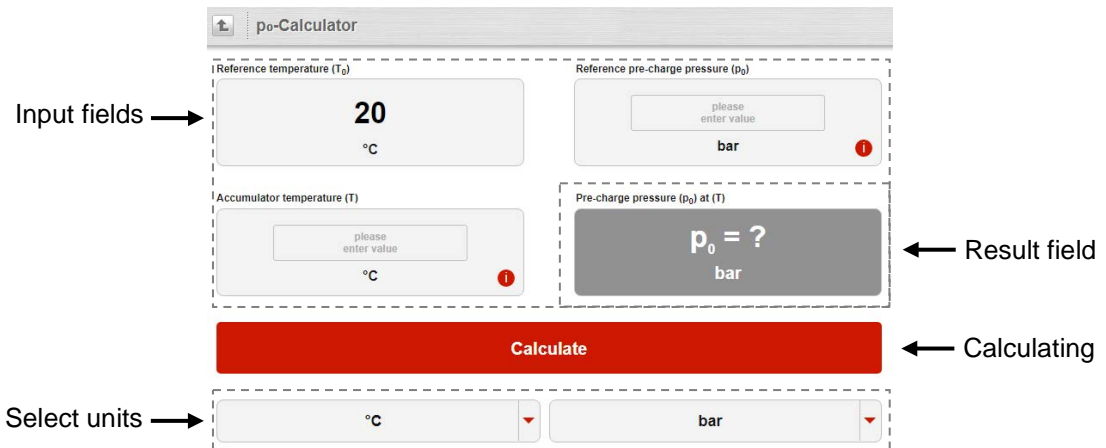 p₀-Calculator
Reference temperature (T₀)
Reference pre-charge pressure (p₀)
Input fields
20
°C
please
enter value
bar
i
Accumulator temperature (T)
Pre-charge pressure (p₀) at (T)
please
enter value
°C
i
p₀ = ?
bar
Result field
Calculate
Calculating
Select units
°C
bar